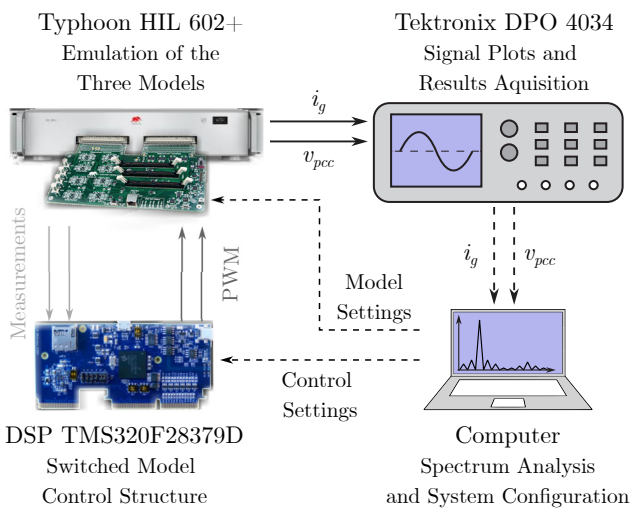 Typhoon HIL 602+
Emulation of the
Three Models
Tektronix DPO 4034
Signal Plots and
Results Aquisition
i_g
v_pcc
Measurements
PWM
i_g
v_pcc
Model
Settings
Control
Settings
DSP TMS320F28379D
Switched Model
Control Structure
Computer
Spectrum Analysis
and System Configuration